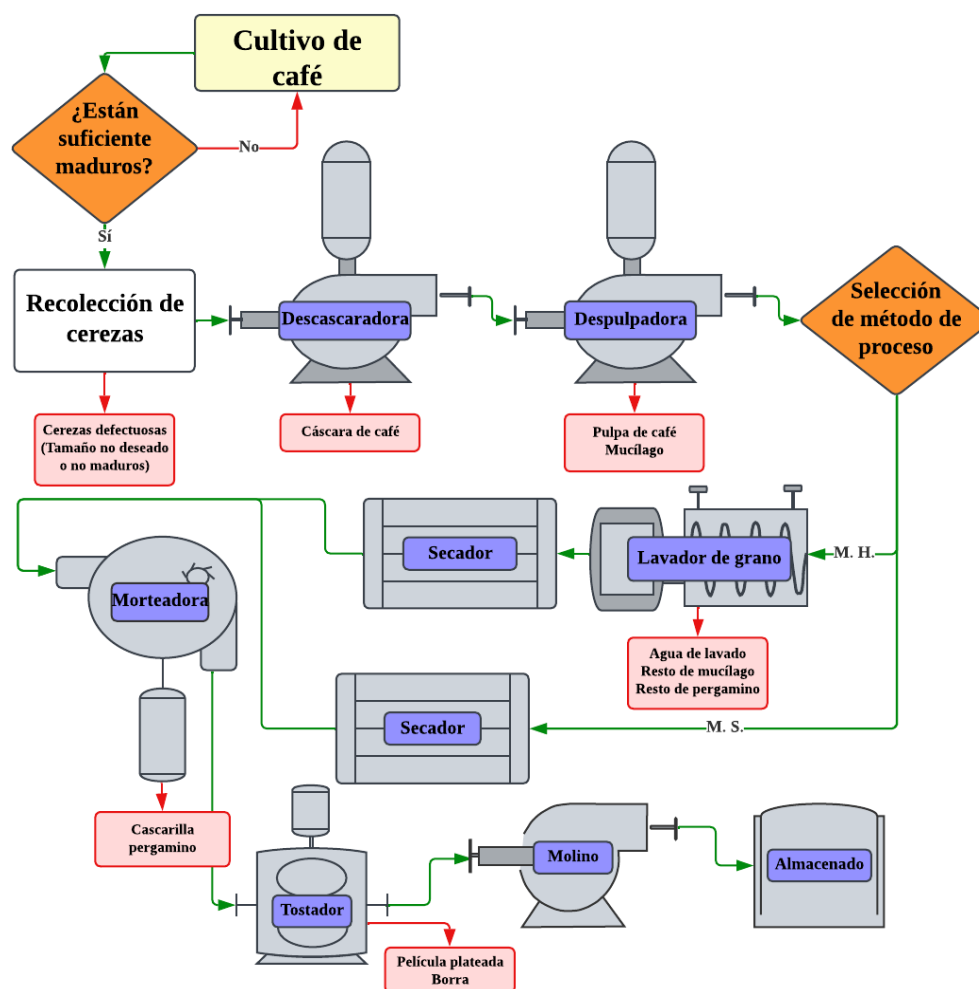 Cultivo de
café
¿Están
suficiente
maduros?
No
Sí
Recolección de
cerezas
Descascaradora
Despulpadora
Selección
de método de
proceso
Cerezas defectuosas
(Tamaño no deseado
o no maduros)
Cáscara de café
Pulpa de café
Mucílago
Secador
Lavador de grano
M. H.
Morteadora
Agua de lavado
Resto de mucílago
Resto de pergamino
Secador
M. S.
Cascarilla
pergamino
Tostador
Molino
Almacenado
Película plateada
Borra